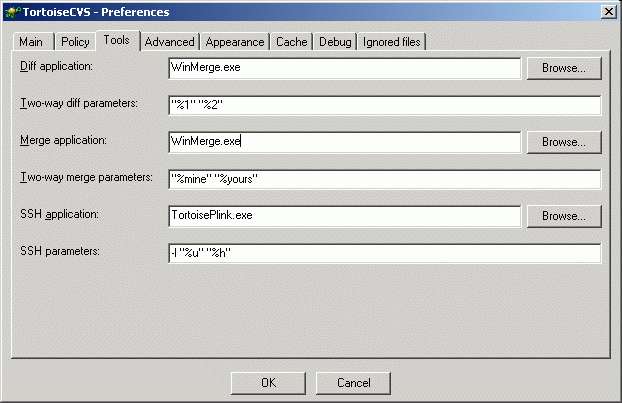 TortoiseCVS - Preferences
Main Policy Tools Advanced Appearance Cache Debug Ignored files
Diff application: WinMerge.exe Browse...
Two-way diff parameters: "%1" "%2"
Merge application: WinMerge.exe Browse...
Two-way merge parameters: "%mine" "%yours"
SSH application: TortoisePlink.exe Browse...
SSH parameters: -l "%u" "%h"
OK Cancel